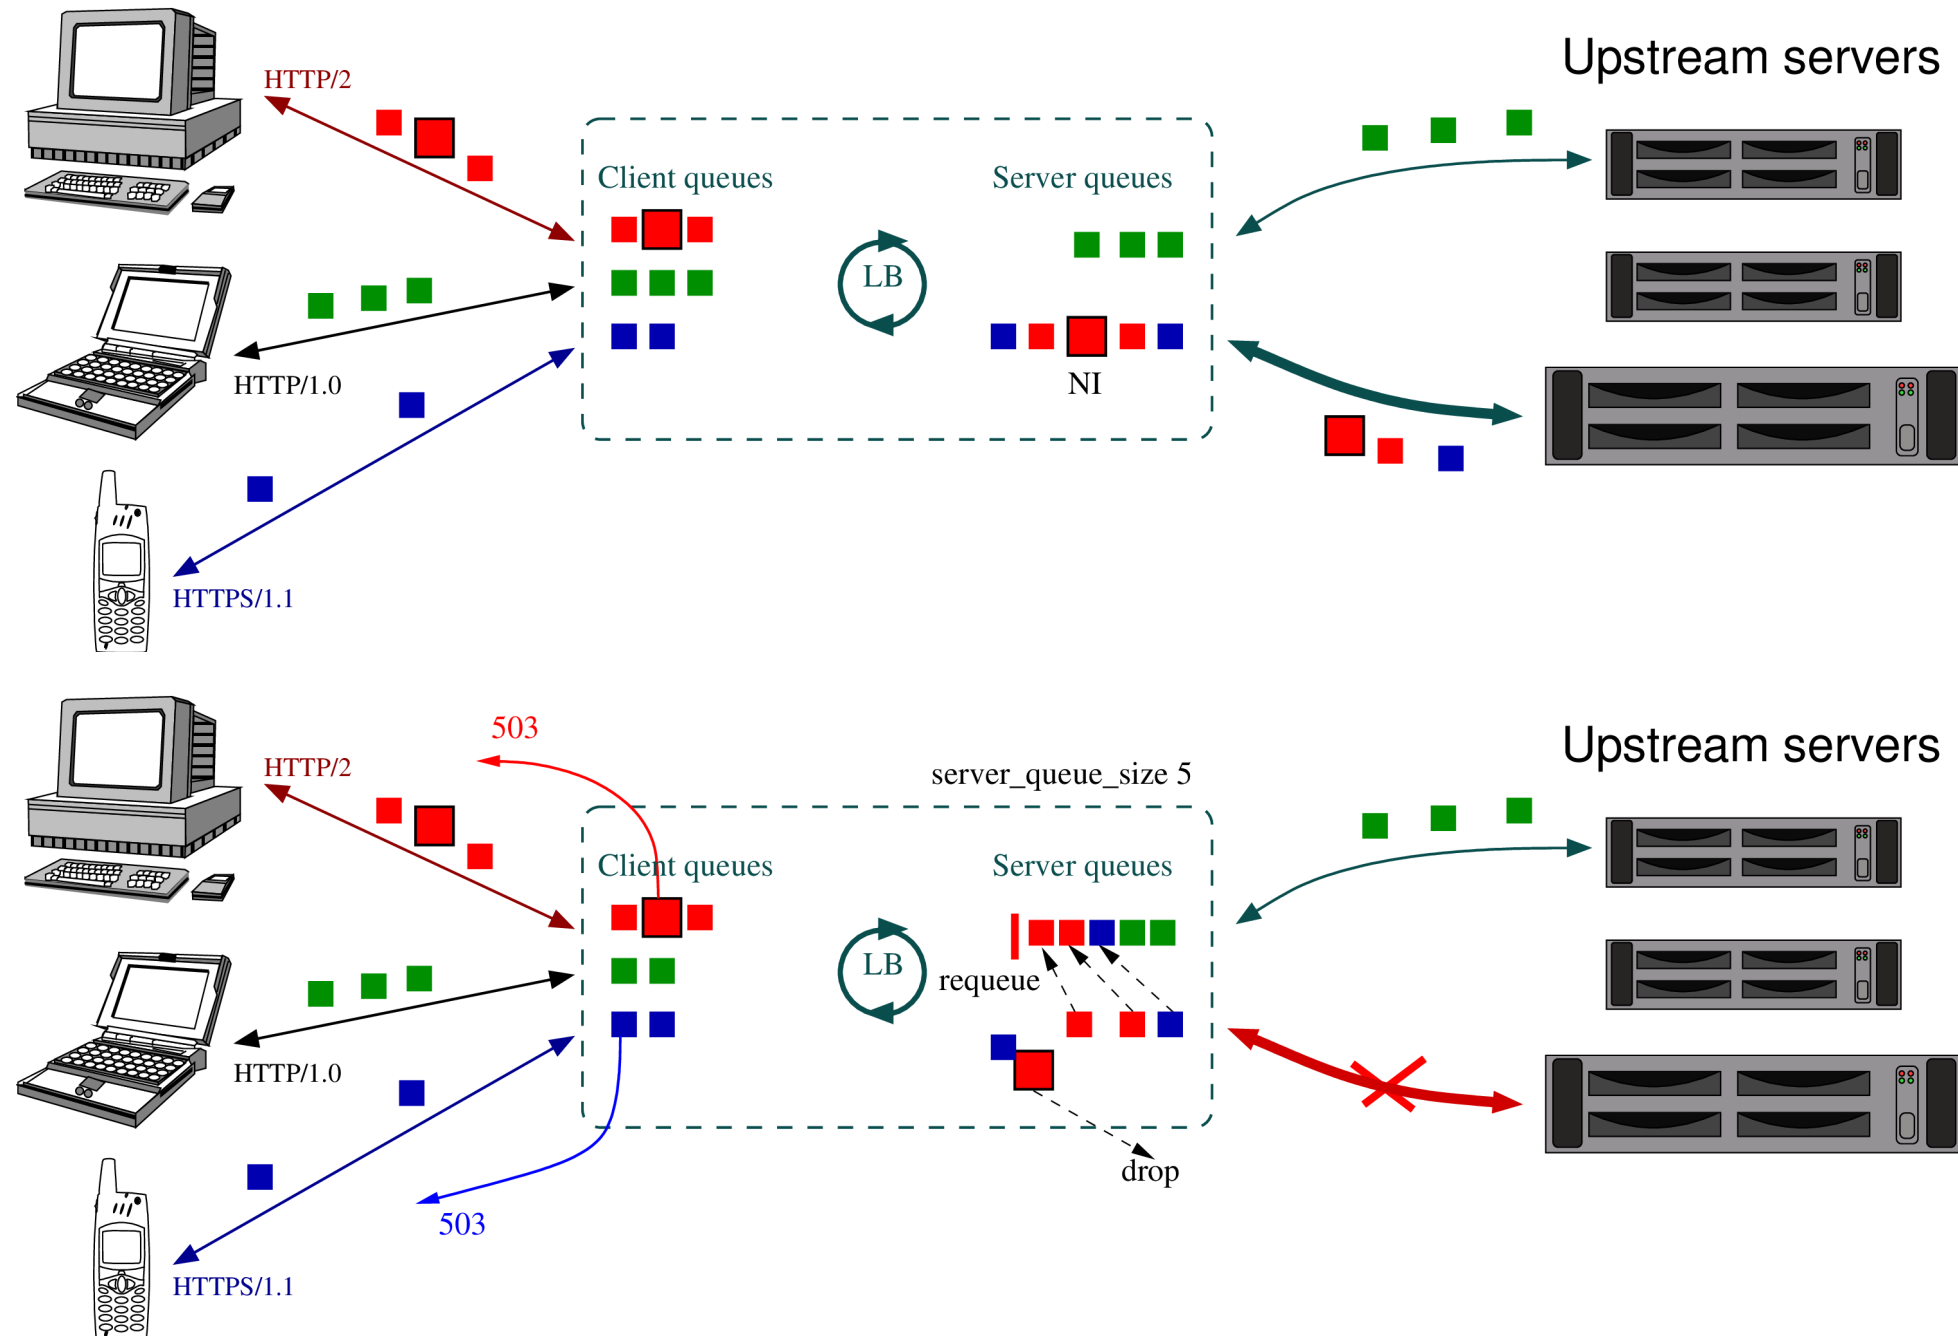 Upstream servers
HTTP/2
Client queues
Server queues
LB
HTTP/1.0
NI
HTTPS/1.1
503
Upstream servers
HTTP/2
server_queue_size 5
Client queues
Server queues
LB
requeue
HTTP/1.0
drop
503
HTTPS/1.1